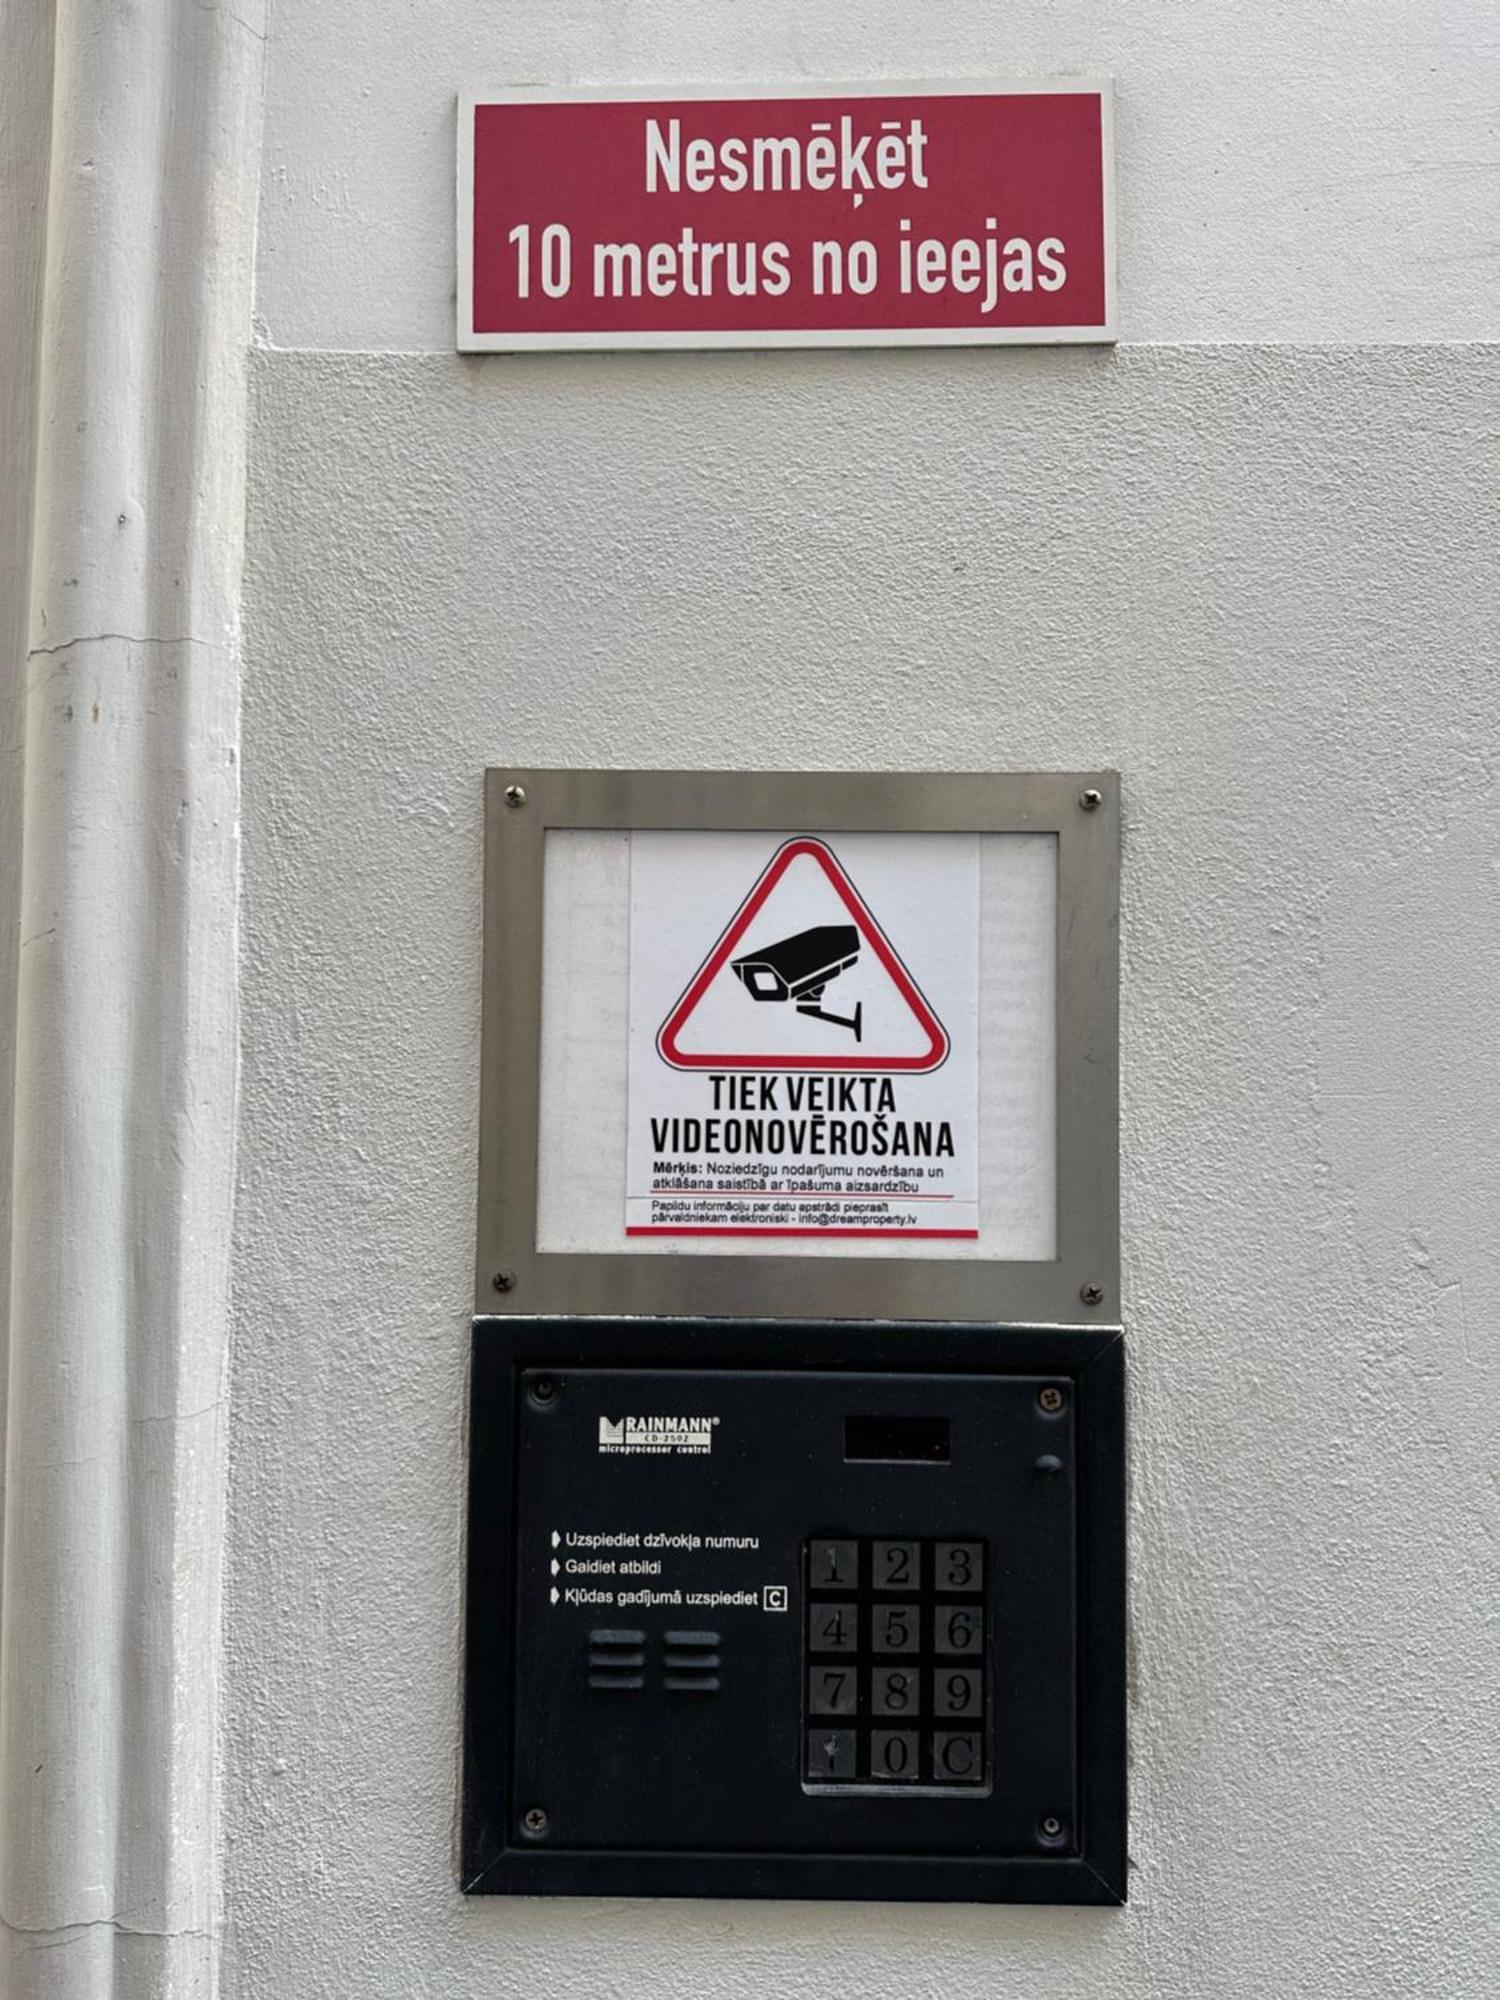 Nesmēķēt
10 metrus no ieejas
TIEK VEIKTA
VIDEONOVĒROŠANA
Mērķis: Noziedzīgu nodarījumu novēršana un
atklāšana saistībā ar īpašuma aizsardzību
Papildu informāciju par datu apstrādi pieprasīt
pārvaldniekam elektroniski - info@dreamproperty.lv
RAINMANN®
CD-2502
microprocessor control
Uzspiediet dzīvokļa numuru
Gaidiet atbildi
Kļūdas gadījumā uzspiediet C
1 2 3
4 5 6
7 8 9
0 C